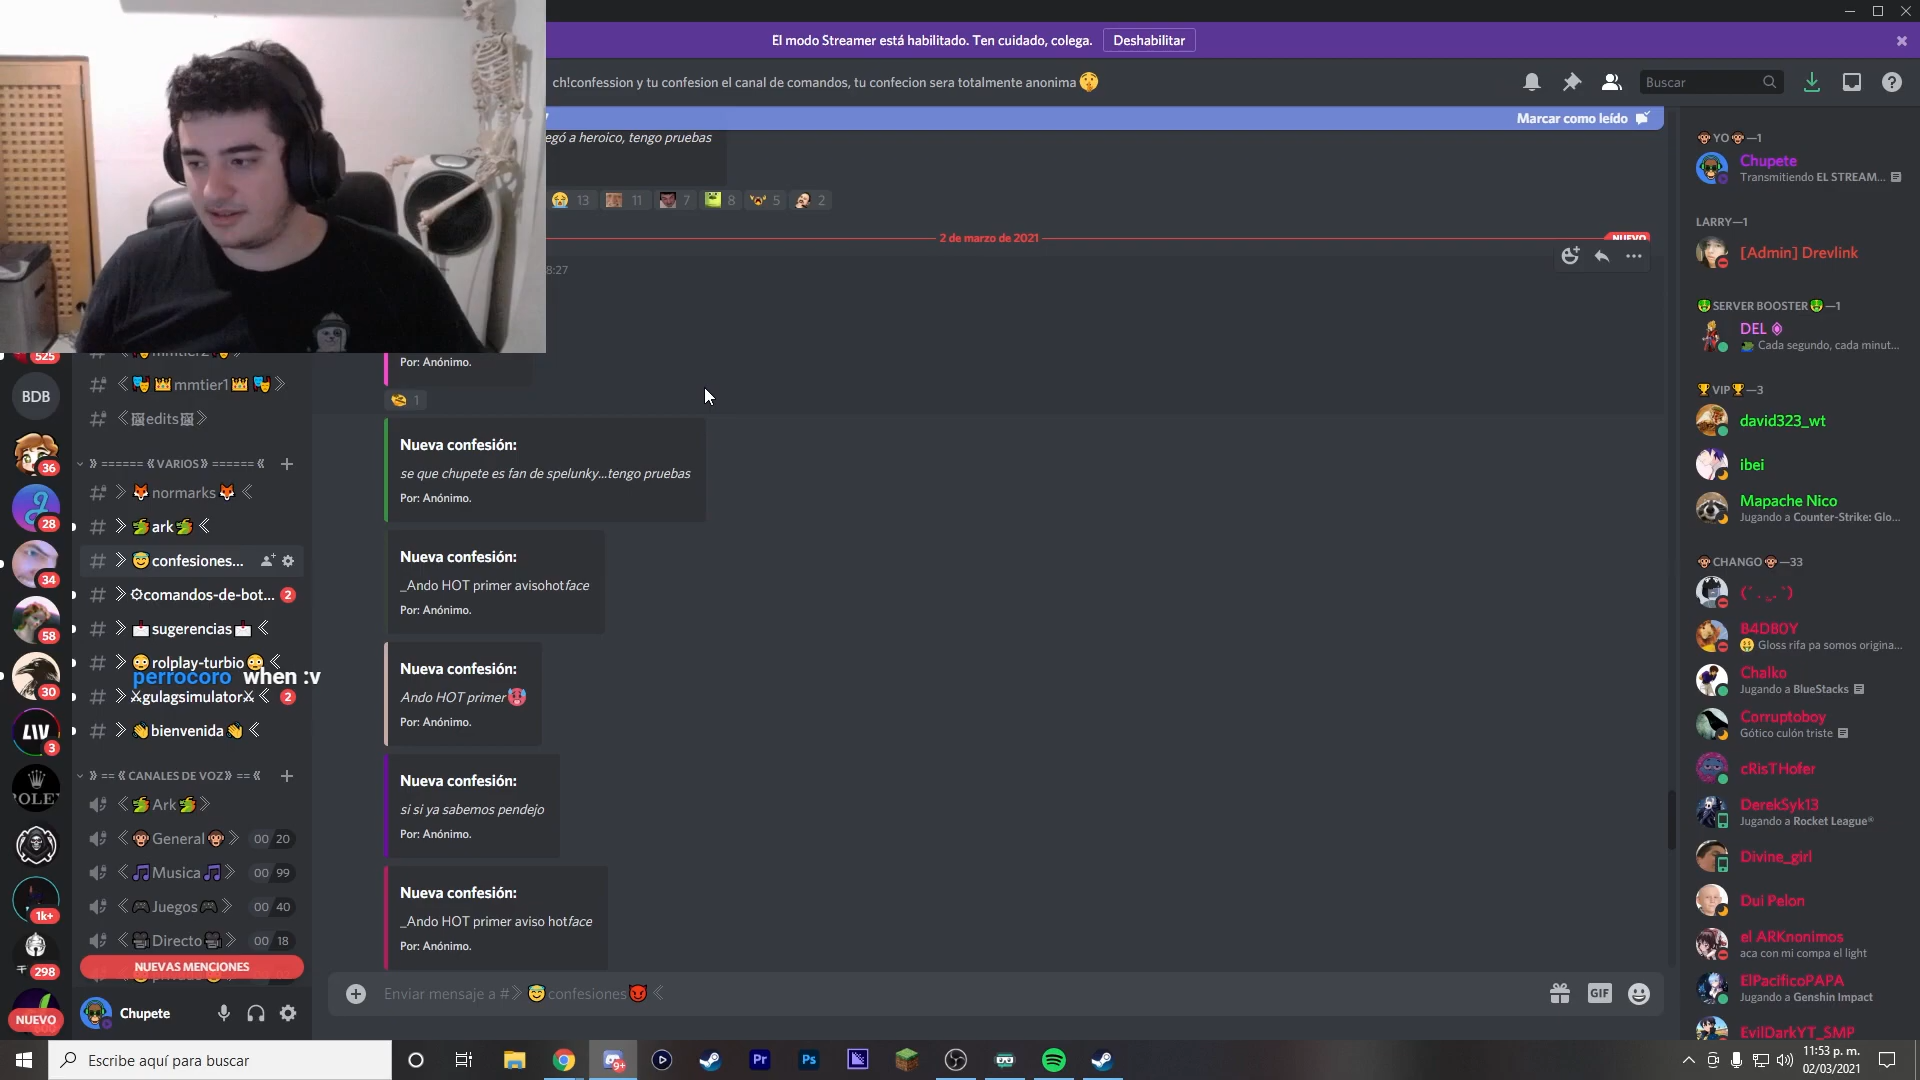 El modo Streamer está habilitado. Ten cuidado, colega.
Deshabilitar
ch!confession y tu confesion el canal de comandos, tu confecion sera totalmente anonima
Buscar
Marcar como leído
egó a heroico, tengo pruebas
13
11
7
8
5
2
2 de marzo de 2021
NUEVO
8:27
Por: Anónimo.
1
Nueva confesión:
se que chupete es fan de spelunky...tengo pruebas
Por: Anónimo.
Nueva confesión:
_Ando HOT primer avisohotface
Por: Anónimo.
Nueva confesión:
Ando HOT primer
Por: Anónimo.
Nueva confesión:
si si ya sabemos pendejo
Por: Anónimo.
Nueva confesión:
_Ando HOT primer aviso hotface
Por: Anónimo.
Enviar mensaje a # confesiones
GIF
525
BDB
36
28
34
58
30
LIV
3
ROLEX
1k+
298
NUEVO
mmtier2
mmtier1
edits
》======《VARIOS》======《
normarks
ark
confesiones...
comandos-de-bot... 2
sugerencias
rolplay-turbio
perrocoro when :v
gulagsimulator 2
bienvenida
》==《CANALES DE VOZ》==《
Ark
General 00 20
Musica 00 99
Juegos 00 40
Directo 00 18
NUEVAS MENCIONES
Chupete
YO—1
Chupete
Transmitiendo EL STREAM...
LARRY—1
[Admin] Drevlink
SERVER BOOSTER—1
DEL
Cada segundo, cada minut...
VIP—3
david323_wt
ibei
Mapache Nico
Jugando a Counter-Strike: Glo...
CHANGO—33
B4DB0Y
Gloss rifa pa somos origina...
Chalko
Jugando a BlueStacks
Corruptoboy
Gótico culón triste
cRisTHofer
DerekSyk13
Jugando a Rocket League®
Divine_girl
Dui Pelon
el ARKnonimos
aca con mi compa el light
ElPacificoPAPA
Jugando a Genshin Impact
EvilDarkYT_SMP
Escribe aquí para buscar
9+
Pr
Ps
11:53 p. m.
02/03/2021